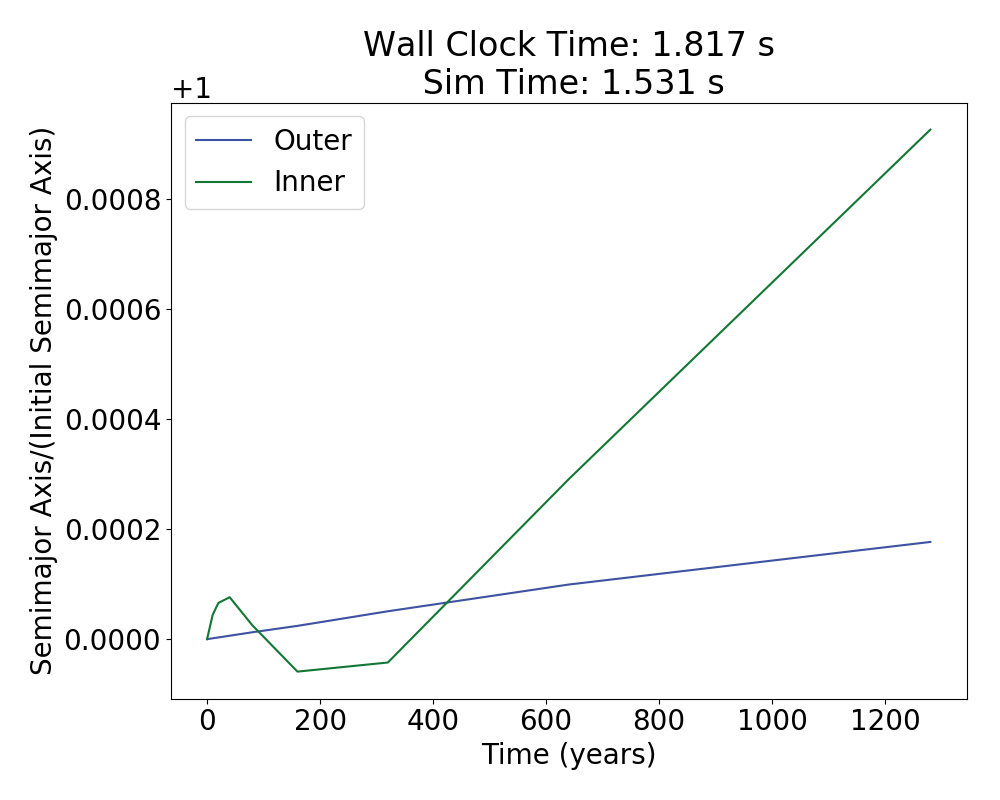 Wall Clock Time: 1.817 s
Sim Time: 1.531 s
+1
Outer
Inner
Semimajor Axis/(Initial Semimajor Axis)
0.0008
0.0006
0.0004
0.0002
0.0000
0 200 400 600 800 1000 1200
Time (years)